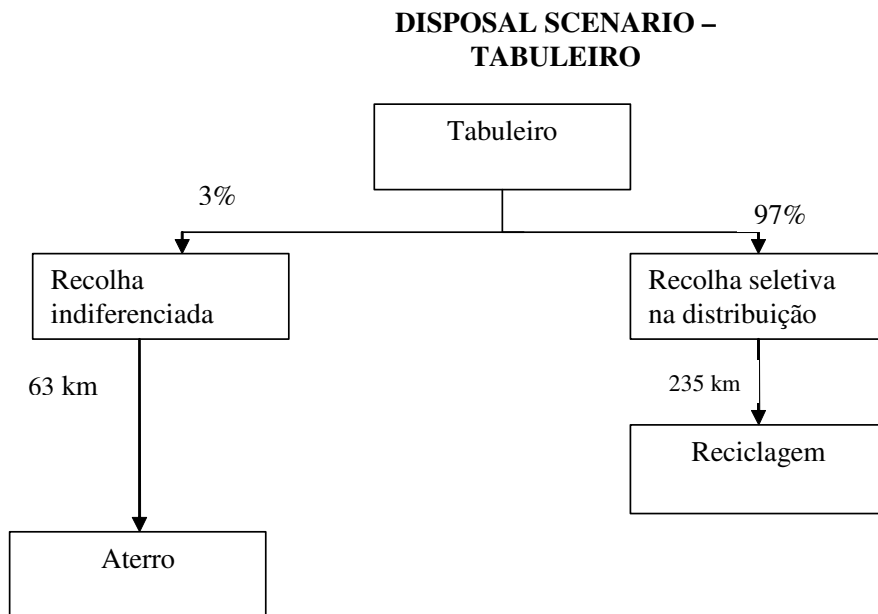 DISPOSAL SCENARIO –
TABULEIRO
Tabuleiro
3%
97%
Recolha
indiferenciada
Recolha seletiva
na distribuição
63 km
235 km
Reciclagem
Aterro